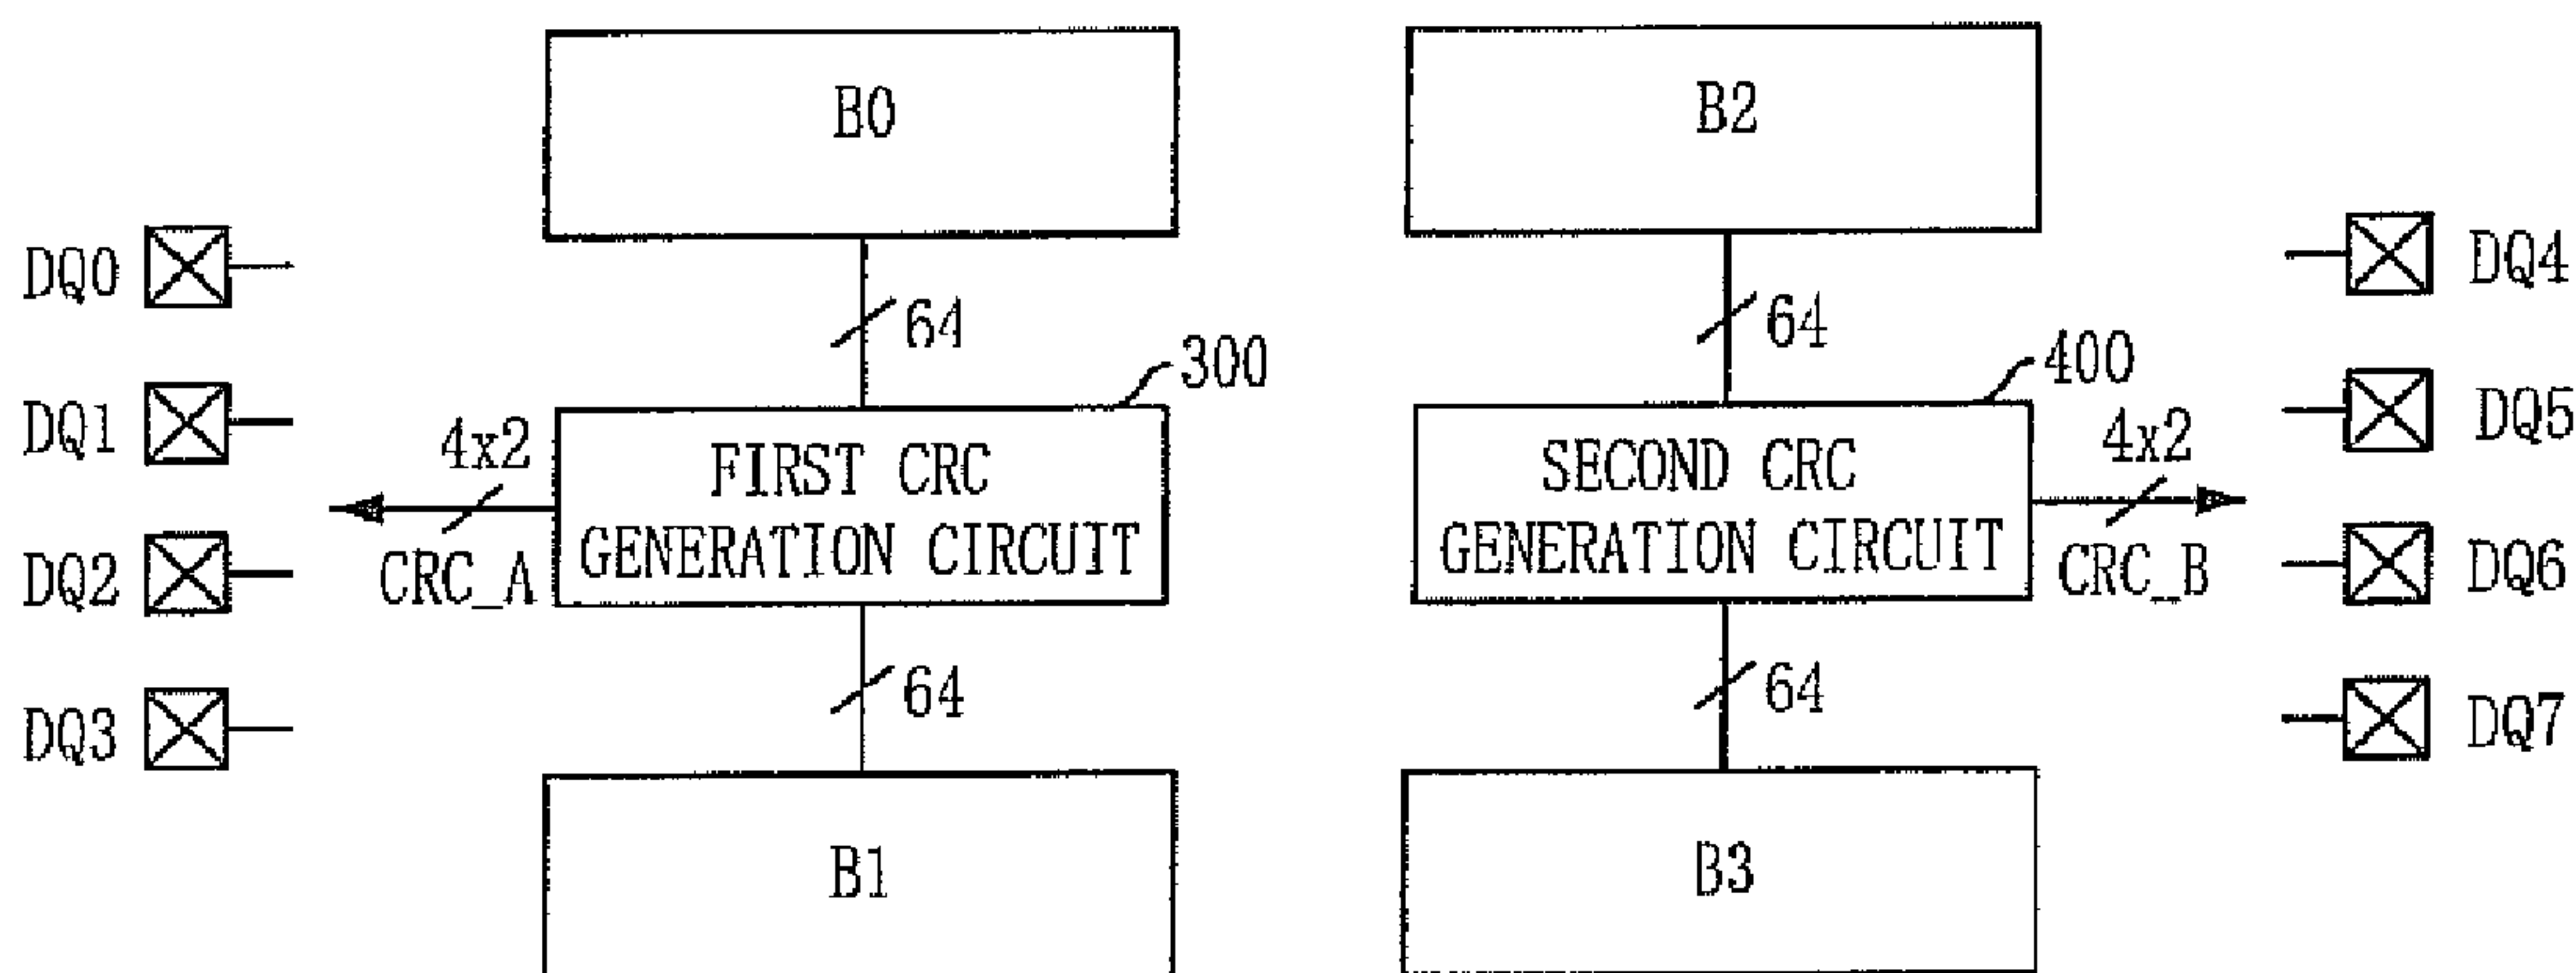 B0
B2
DQ0
64
64
DQ4
300
400
DQ1
4x2
FIRST CRC
GENERATION CIRCUIT
SECOND CRC
GENERATION CIRCUIT
4x2
DQ5
DQ2
CRC_A
CRC_B
DQ6
DQ3
64
64
DQ7
B1
B3